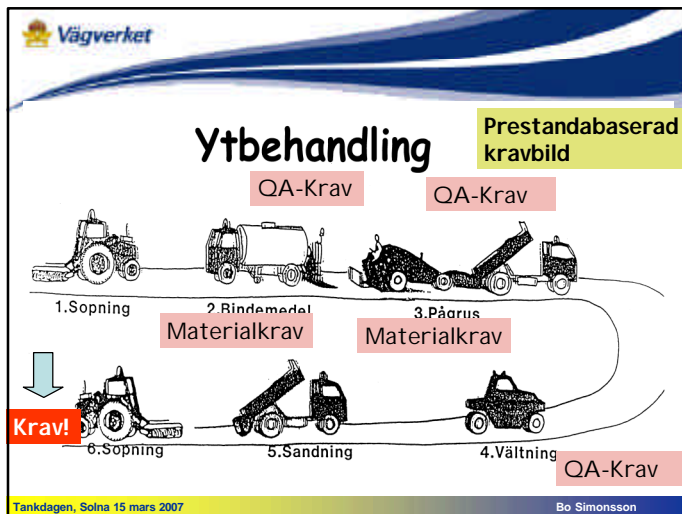 Vägverket
Ytbehandling
Prestandabaserad
kravbild
QA-Krav
QA-Krav
1.Sopning
2.Bindemedel
3.Pågrus
Materialkrav
Materialkrav
Krav!
6.Sopning
5.Sandning
4.Vältning
QA-Krav
Tankdagen, Solna 15 mars 2007
Bo Simonsson